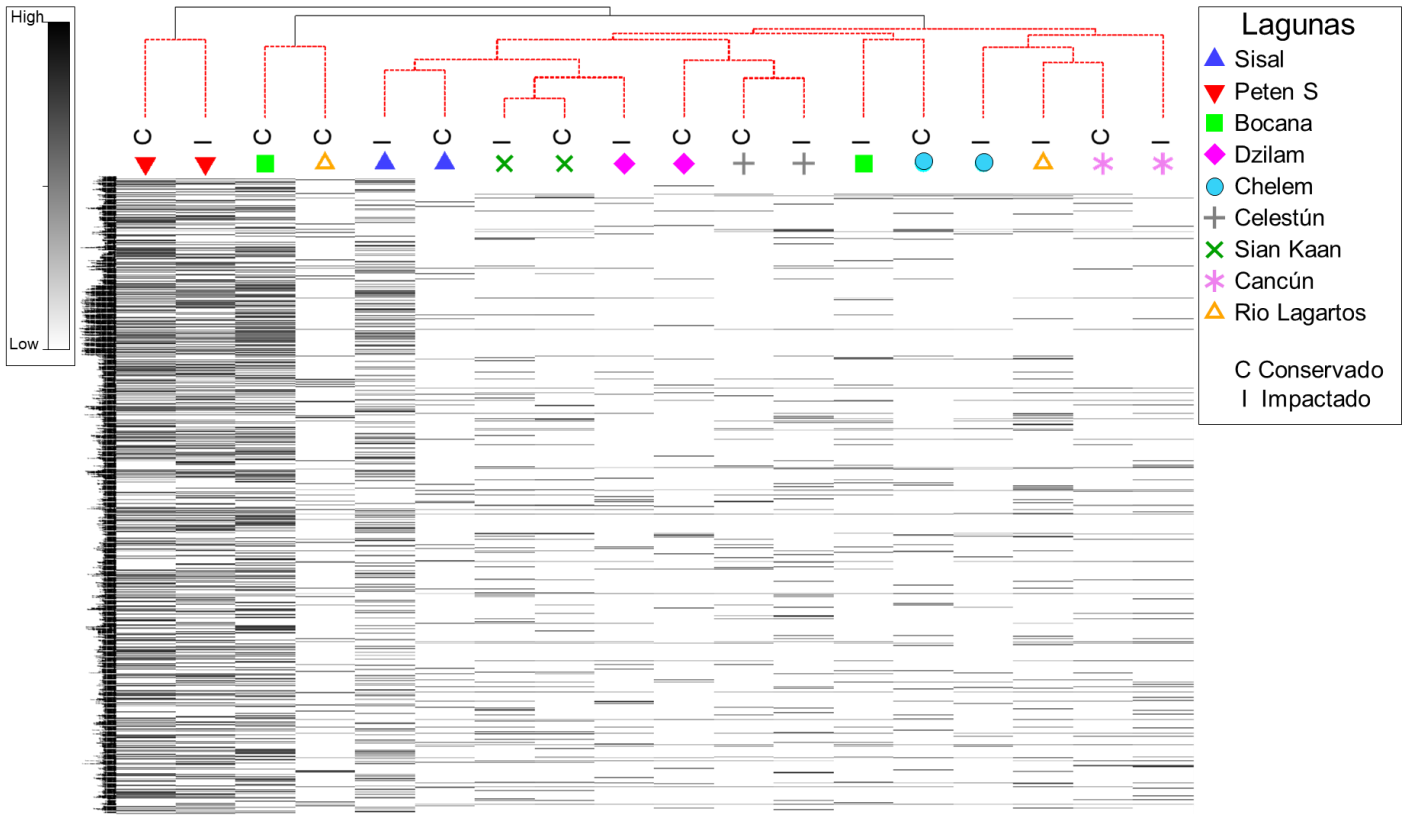 High
Low
C I C C I C I C I C C I I C I I C I
Lagunas
Sisal
Peten S
Bocana
Dzilam
Chelem
Celestún
Sian Kaan
Cancún
Rio Lagartos
C Conservado
I Impactado